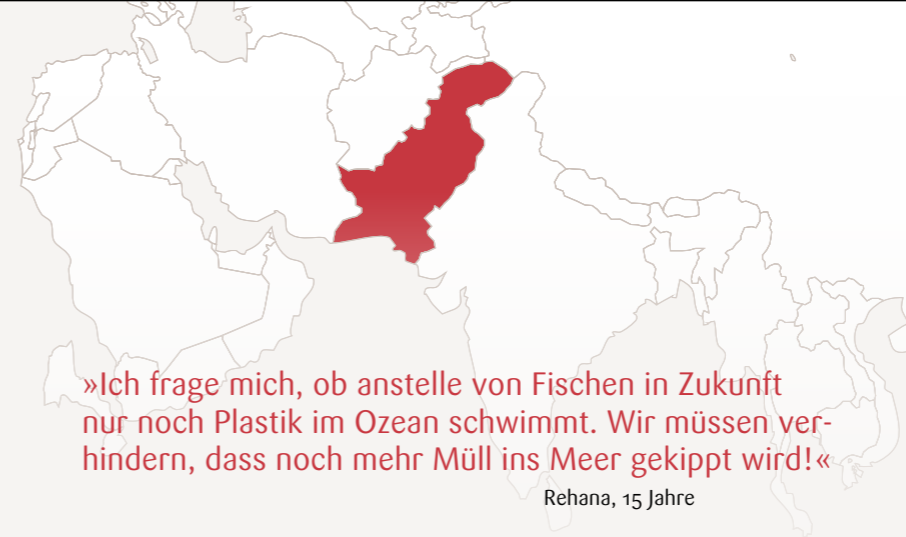 »Ich frage mich, ob anstelle von Fischen in Zukunft
nur noch Plastik im Ozean schwimmt. Wir müssen ver-
hindern, dass noch mehr Müll ins Meer gekippt wird!«
Rehana, 15 Jahre